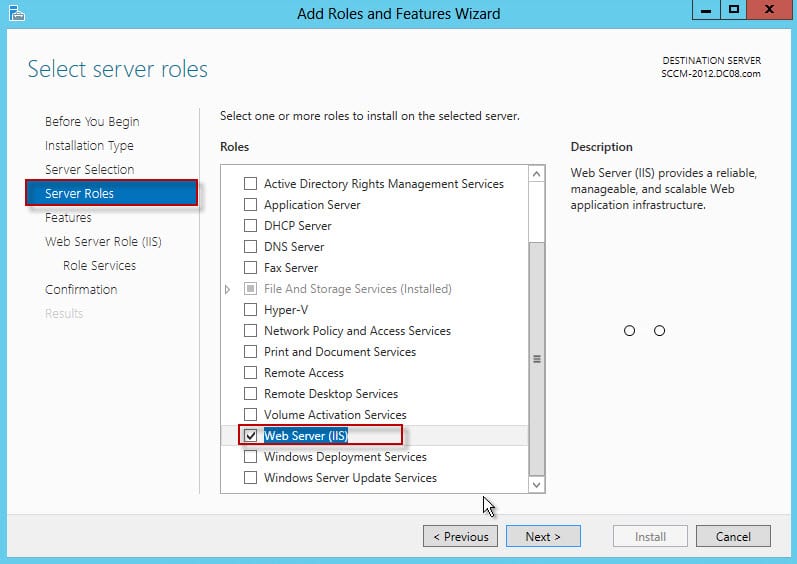 Add Roles and Features Wizard
Select server roles
DESTINATION SERVER
SCCM-2012.DC08.com
Before You Begin
Installation Type
Server Selection
Server Roles
Features
Web Server Role (IIS)
Role Services
Confirmation
Results
Select one or more roles to install on the selected server.
Roles
Active Directory Rights Management Services
Application Server
DHCP Server
DNS Server
Fax Server
File And Storage Services (Installed)
Hyper-V
Network Policy and Access Services
Print and Document Services
Remote Access
Remote Desktop Services
Volume Activation Services
Web Server (IIS)
Windows Deployment Services
Windows Server Update Services
Description
Web Server (IIS) provides a reliable,
manageable, and scalable Web
application infrastructure.
< Previous
Next >
Install
Cancel